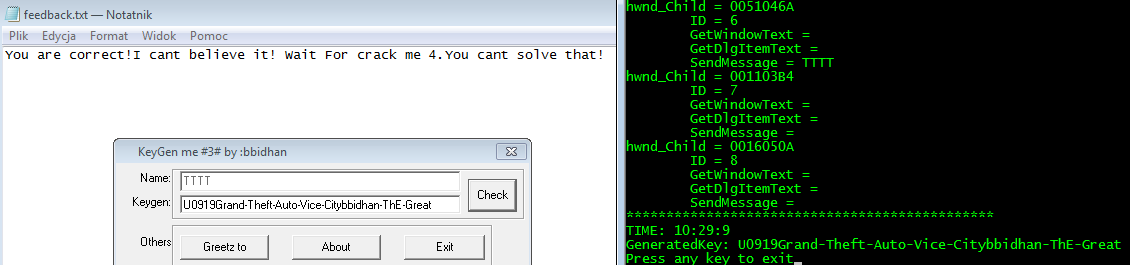 feedback.txt — Notatnik
Plik Edycja Format Widok Pomoc
You are correct!I cant believe it! Wait For crack me 4.You cant solve that!
KeyGen me #3# by :bbidhan
Name: TTTT
Check
Keygen: U0919Grand-Theft-Auto-Vice-Citybbidhan-ThE-Great
Others
Greetz to About Exit
hwnd_Child = 0051046A
ID = 6
GetWindowText =
GetDlgItemText =
SendMessage = TTTT
hwnd_Child = 001103B4
ID = 7
GetWindowText =
GetDlgItemText =
SendMessage =
hwnd_Child = 0016050A
ID = 8
GetWindowText =
GetDlgItemText =
SendMessage =
**********************************************
TIME: 10:29:9
GeneratedKey: U0919Grand-Theft-Auto-Vice-Citybbidhan-ThE-Great
Press any key to exit